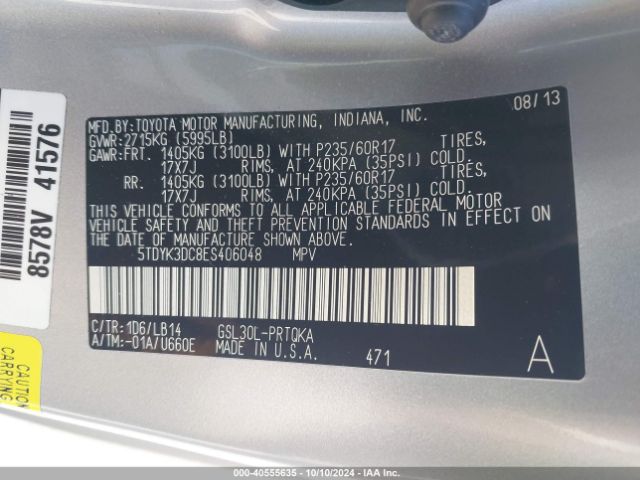 MFD.BY:TOYOTA MOTOR MANUFACTURING, INDIANA, INC. 08/13
GVWR:2715KG (5995LB)
GAWR:FRT. 1405KG (3100LB) WITH P235/60R17 TIRES,
17X7J RIMS, AT 240KPA (35PSI) COLD.
RR. 1405KG (3100LB) WITH P235/60R17 TIRES,
17X7J RIMS, AT 240KPA (35PSI) COLD.
THIS VEHICLE CONFORMS TO ALL APPLICABLE FEDERAL MOTOR
VEHICLE SAFETY AND THEFT PREVENTION STANDARDS IN EFFECT ON
THE DATE OF MANUFACTURE SHOWN ABOVE.
5TDYK3DC8ES406048 MPV
C/TR:1D6/LB14 GSL30L-PRTQKA
A/TM:-01A/U660E MADE IN U.S.A. 471 A
8578V 41576
CAUTION
CARRYING
000-40555635 - 10/10/2024 - IAA Inc.